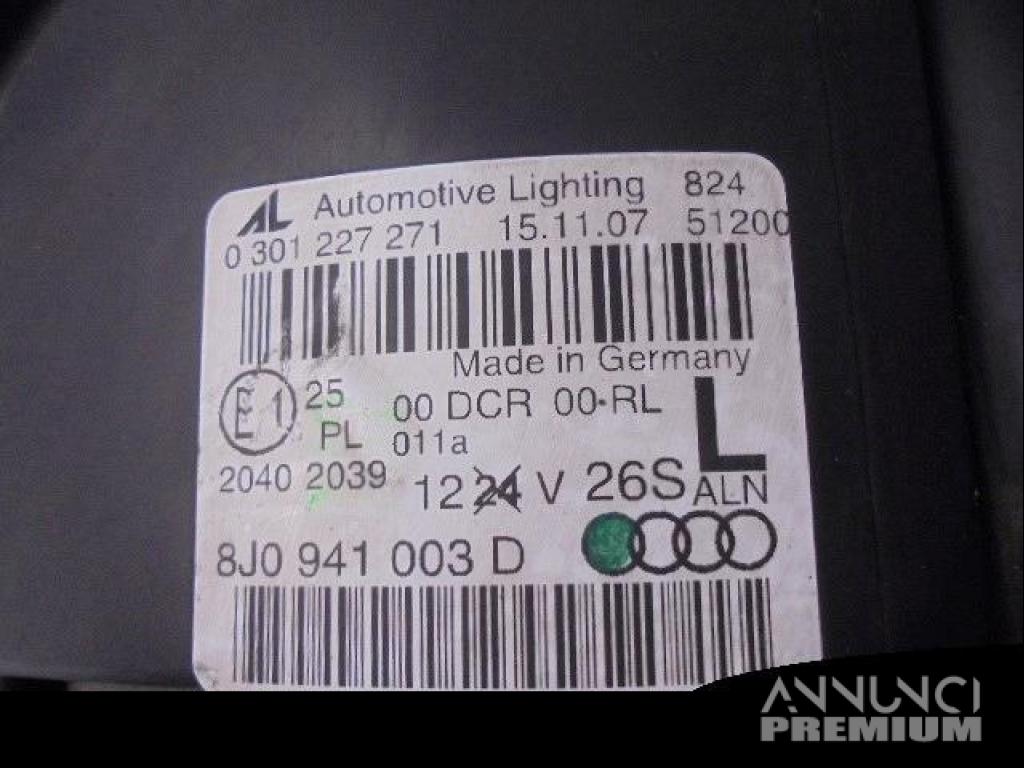 AL Automotive Lighting 824
0 301 227 271 15.11.07 51200
Made in Germany
E1 25 00 DCR 00·RL L
PL 011a
2040 2039 12 24 V 26S ALN
8J0 941 003 D
ANNUNCI
PREMIUM